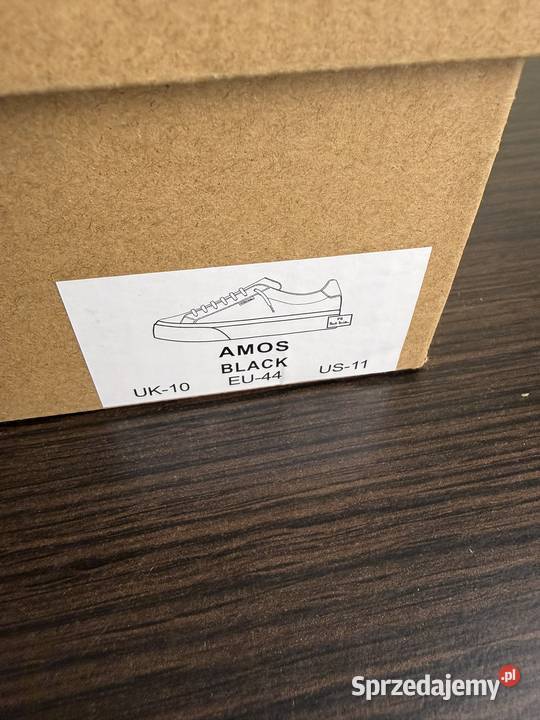 AMOS
BLACK
UK-10 EU-44 US-11
Sprzedajemy.pl